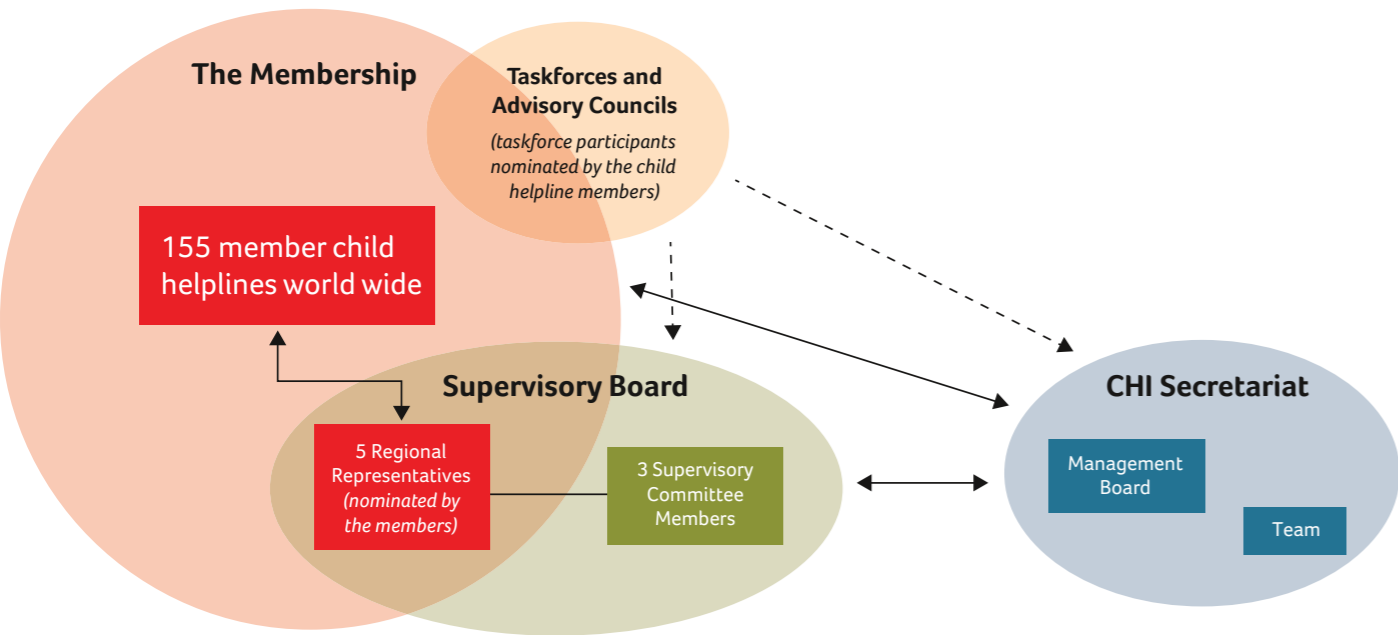 The Membership
Taskforces and
Advisory Councils
(taskforce participants
nominated by the child
helpline members)
155 member child
helplines world wide
Supervisory Board
5 Regional
Representatives
(nominated by
the members)
3 Supervisory
Committee
Members
CHI Secretariat
Management
Board
Team